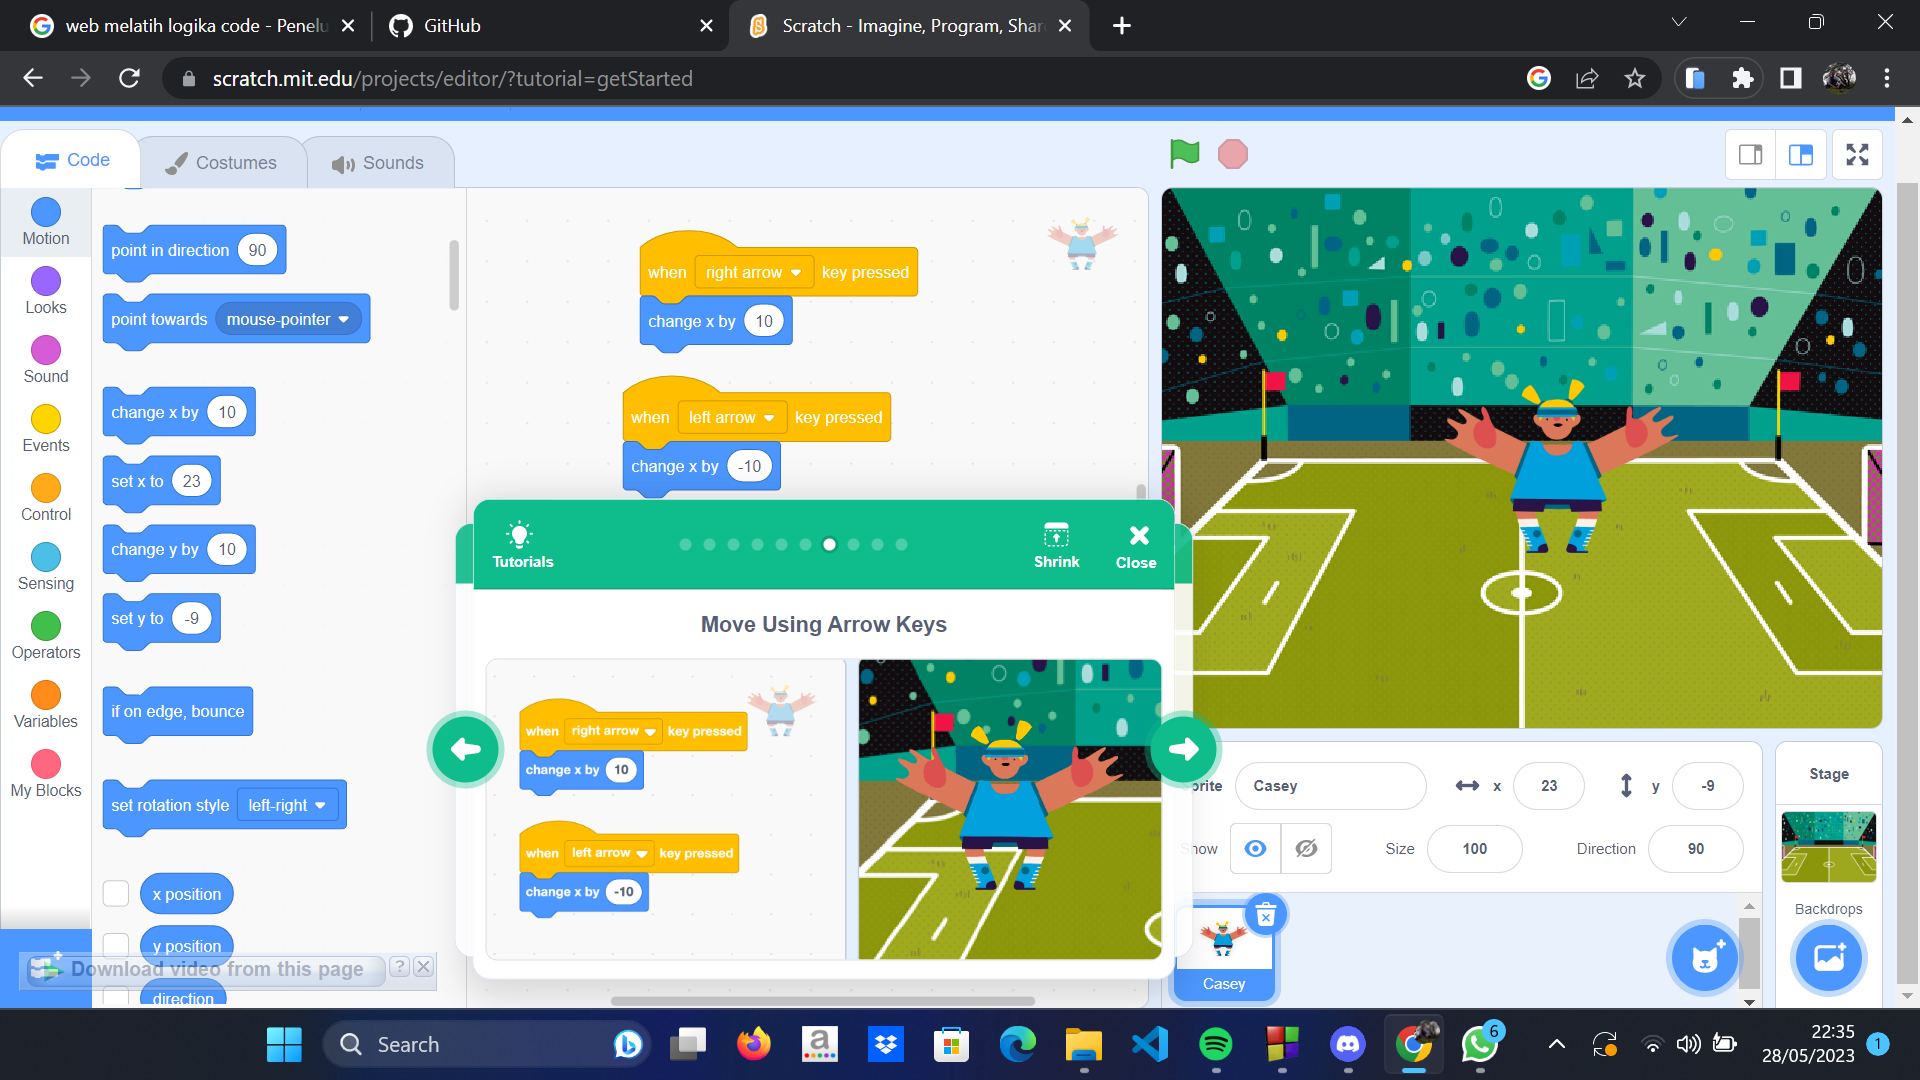 web melatih logika code - Penelu
GitHub
Scratch - Imagine, Program, Shar
scratch.mit.edu/projects/editor/?tutorial=getStarted
Code
Costumes
Sounds
Motion
Looks
Sound
Events
Control
Sensing
Operators
Variables
My Blocks
point in direction 90
point towards mouse-pointer
change x by 10
set x to 23
change y by 10
set y to -9
if on edge, bounce
set rotation style left-right
x position
y position
direction
Download video from this page ?
when right arrow key pressed
change x by 10
when left arrow key pressed
change x by -10
Tutorials
Shrink
Close
Move Using Arrow Keys
when right arrow key pressed
change x by 10
when left arrow key pressed
change x by -10
rite Casey x 23 y -9
how Size 100 Direction 90
Casey
Stage
Backdrops
Search
a
6
22:35
28/05/2023
1